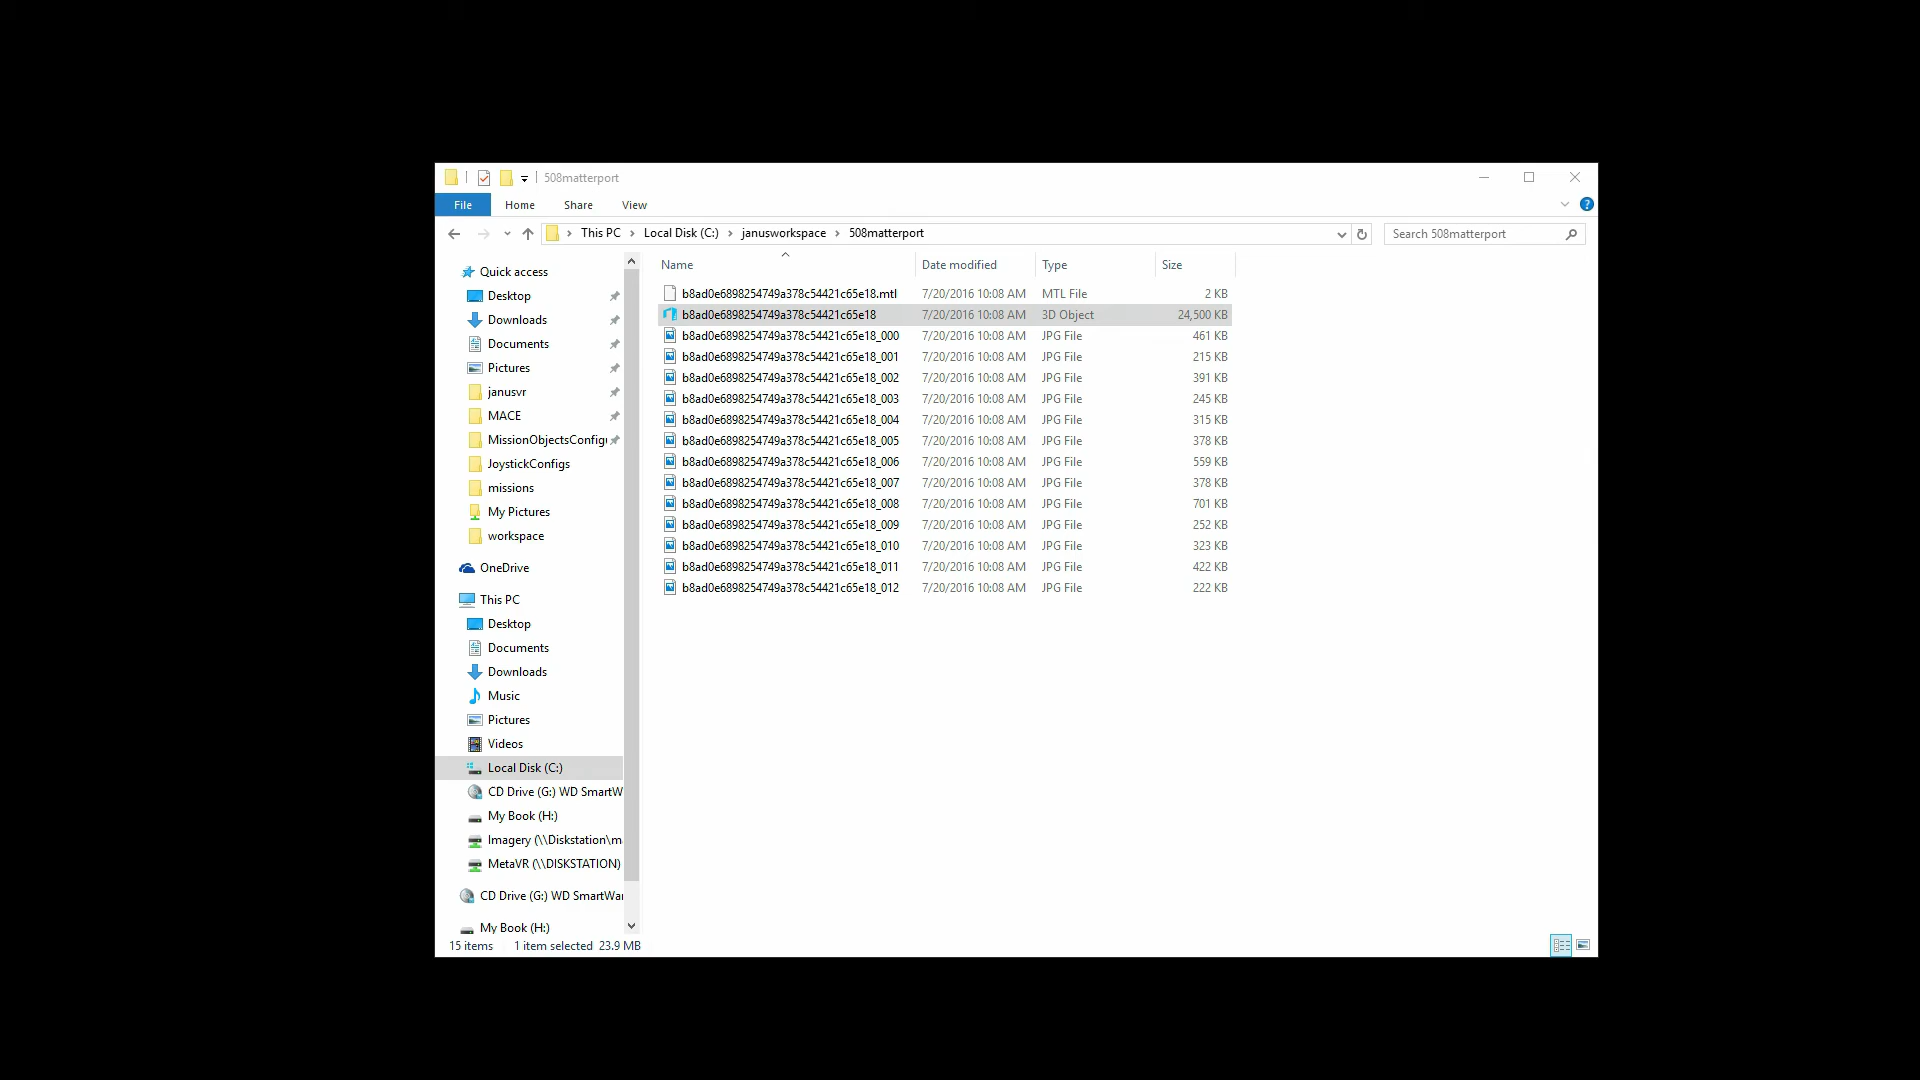 508matterport
File Home Share View
This PC Local Disk (C:) janusworkspace 508matterport Search 508matterport
Name Date modified Type Size
Quick access
Desktop
Downloads
Documents
Pictures
janusvr
MACE
MissionObjectsConfig
JoystickConfigs
missions
My Pictures
workspace
OneDrive
This PC
Desktop
Documents
Downloads
Music
Pictures
Videos
Local Disk (C:)
CD Drive (G:) WD SmartW
My Book (H:)
Imagery (\\Diskstation\m
MetaVR (\\DISKSTATION)
CD Drive (G:) WD SmartWa
My Book (H:)
b8ad0e6898254749a378c54421c65e18.mtl 7/20/2016 10:08 AM MTL File 2 KB
b8ad0e6898254749a378c54421c65e18 7/20/2016 10:08 AM 3D Object 24,500 KB
b8ad0e6898254749a378c54421c65e18_000 7/20/2016 10:08 AM JPG File 461 KB
b8ad0e6898254749a378c54421c65e18_001 7/20/2016 10:08 AM JPG File 215 KB
b8ad0e6898254749a378c54421c65e18_002 7/20/2016 10:08 AM JPG File 391 KB
b8ad0e6898254749a378c54421c65e18_003 7/20/2016 10:08 AM JPG File 245 KB
b8ad0e6898254749a378c54421c65e18_004 7/20/2016 10:08 AM JPG File 315 KB
b8ad0e6898254749a378c54421c65e18_005 7/20/2016 10:08 AM JPG File 378 KB
b8ad0e6898254749a378c54421c65e18_006 7/20/2016 10:08 AM JPG File 559 KB
b8ad0e6898254749a378c54421c65e18_007 7/20/2016 10:08 AM JPG File 378 KB
b8ad0e6898254749a378c54421c65e18_008 7/20/2016 10:08 AM JPG File 701 KB
b8ad0e6898254749a378c54421c65e18_009 7/20/2016 10:08 AM JPG File 252 KB
b8ad0e6898254749a378c54421c65e18_010 7/20/2016 10:08 AM JPG File 323 KB
b8ad0e6898254749a378c54421c65e18_011 7/20/2016 10:08 AM JPG File 422 KB
b8ad0e6898254749a378c54421c65e18_012 7/20/2016 10:08 AM JPG File 222 KB
15 items 1 item selected 23.9 MB